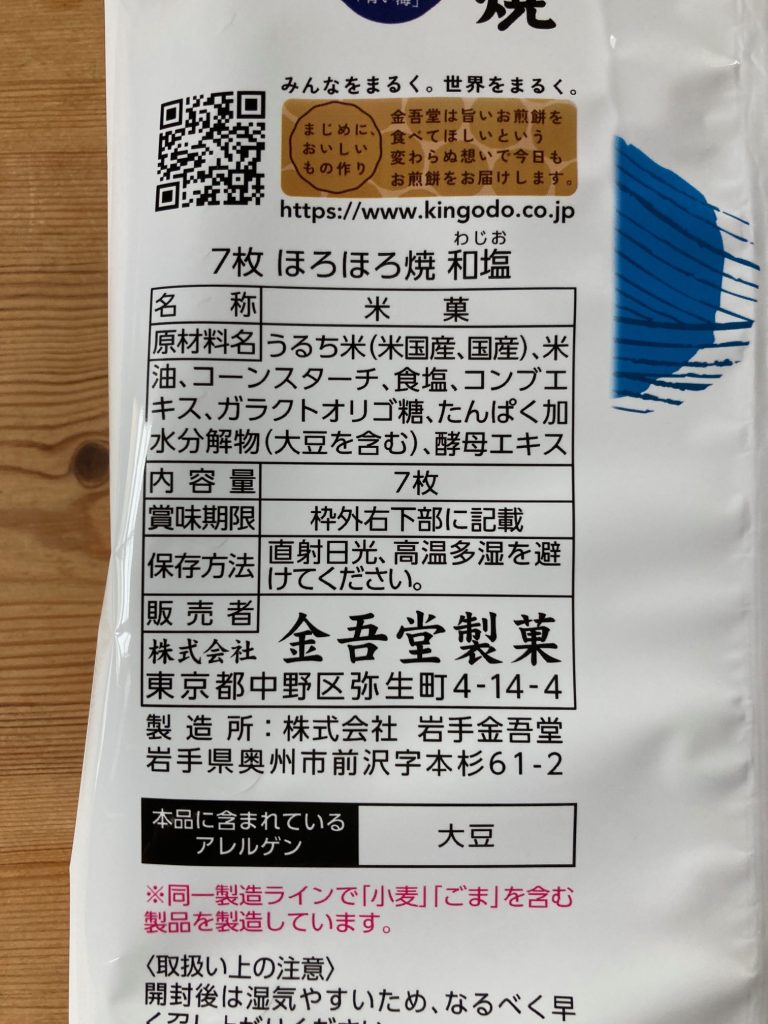 「青い海」
焼
みんなをまるく。世界をまるく。
まじめに、
おいしい
もの作り
金吾堂は旨いお煎餅を
食べてほしいという
変わらぬ想いで今日も
お煎餅をお届けします。
https://www.kingodo.co.jp
わじお
7枚 ほろほろ焼 和塩
名称 米菓
原材料名 うるち米(米国産、国産)、米
油、コーンスターチ、食塩、コンブエ
キス、ガラクトオリゴ糖、たんぱく加
水分解物(大豆を含む)、酵母エキス
内容量 7枚
賞味期限 枠外右下部に記載
保存方法 直射日光、高温多湿を避
けてください。
販売者
株式会社 金吾堂製菓
東京都中野区弥生町4-14-4
製造所:株式会社 岩手金吾堂
岩手県奥州市前沢字本杉61-2
本品に含まれている
アレルゲン
大豆
※同一製造ラインで「小麦」「ごま」を含む
製品を製造しています。
〈取扱い上の注意〉
開封後は湿気やすいため、なるべく早